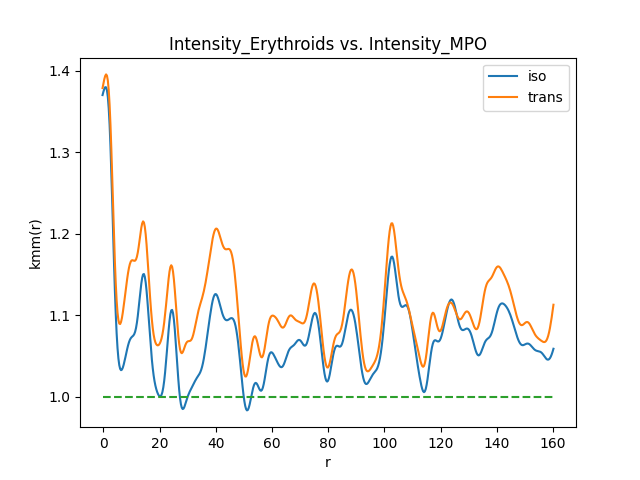 Intensity_Erythroids vs. Intensity_MPO
iso
trans
kmm(r)
1.4
1.3
1.2
1.1
1.0
0 20 40 60 80 100 120 140 160
r